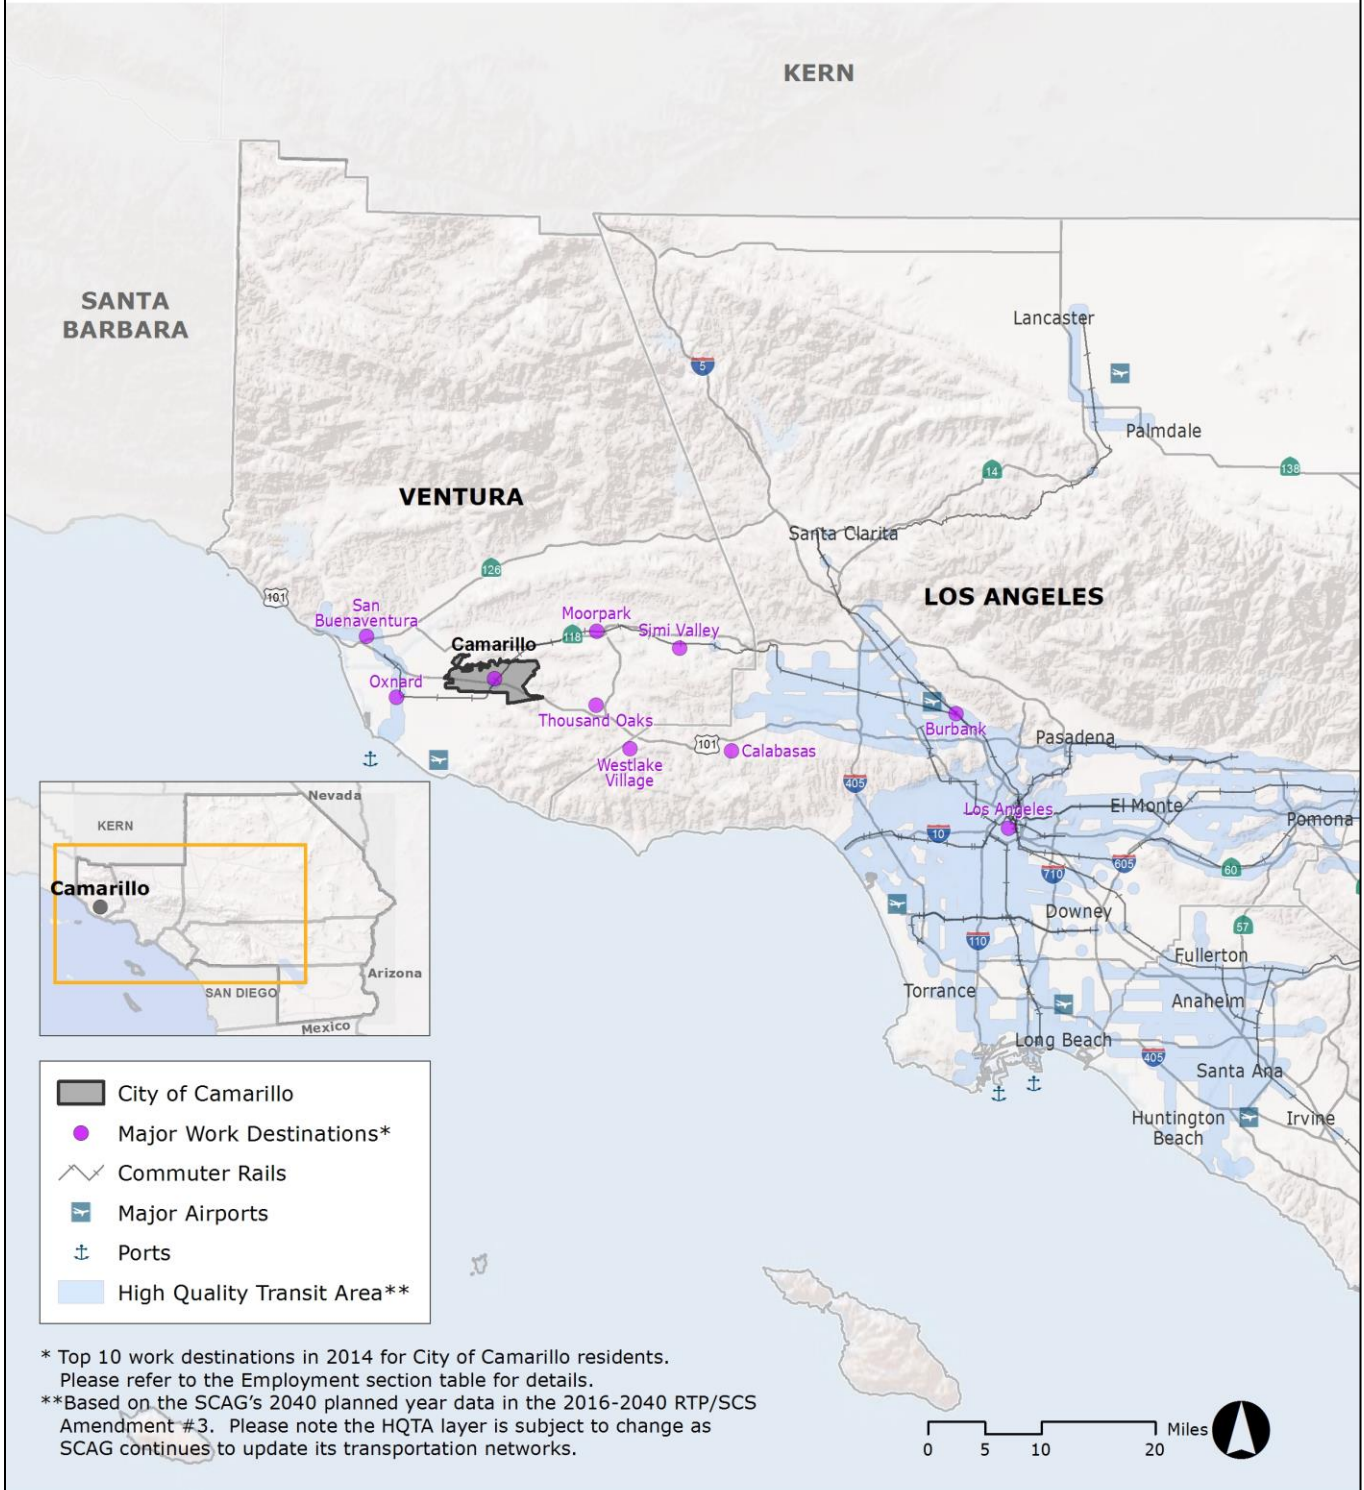 KERN
SANTA
BARBARA
Lancaster
5
Palmdale
14
138
VENTURA
Santa Clarita
126
LOS ANGELES
101
San
Buenaventura
Moorpark
118
Simi Valley
Camarillo
Oxnard
Thousand Oaks
Burbank
101
Calabasas
Pasadena
Westlake
Village
405
Los Angeles
El Monte
Pomona
10
605
60
710
Downey
57
110
Fullerton
Torrance
Anaheim
Long Beach
405
Santa Ana
Huntington
Beach
Irvine
Nevada
KERN
Camarillo
Arizona
SAN DIEGO
Mexico
City of Camarillo
Major Work Destinations*
Commuter Rails
Major Airports
Ports
High Quality Transit Area**
* Top 10 work destinations in 2014 for City of Camarillo residents.
Please refer to the Employment section table for details.
**Based on the SCAG's 2040 planned year data in the 2016-2040 RTP/SCS
Amendment #3. Please note the HQTA layer is subject to change as
SCAG continues to update its transportation networks.
Miles
0 5 10 20